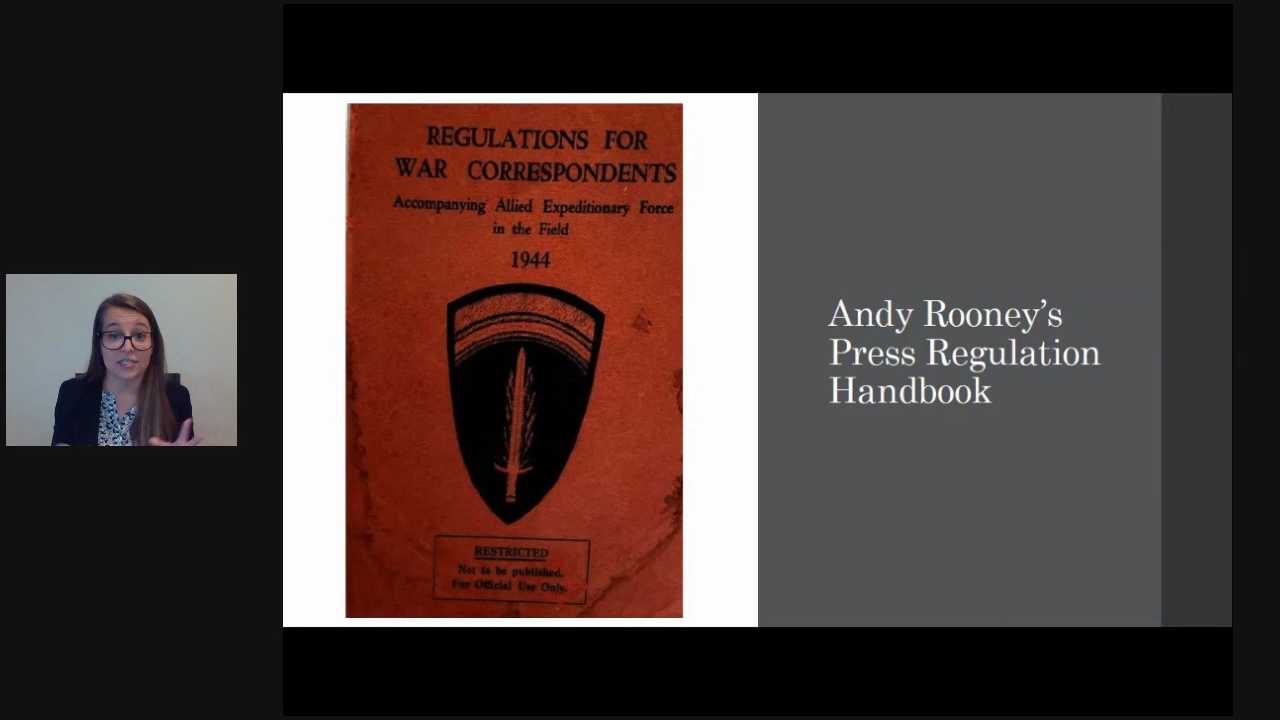 REGULATIONS FOR
WAR CORRESPONDENTS
Accompanying Allied Expeditionary Force
in the Field
1944
RESTRICTED
Not to be published.
For Official Use Only.
Andy Rooney’s
Press Regulation
Handbook